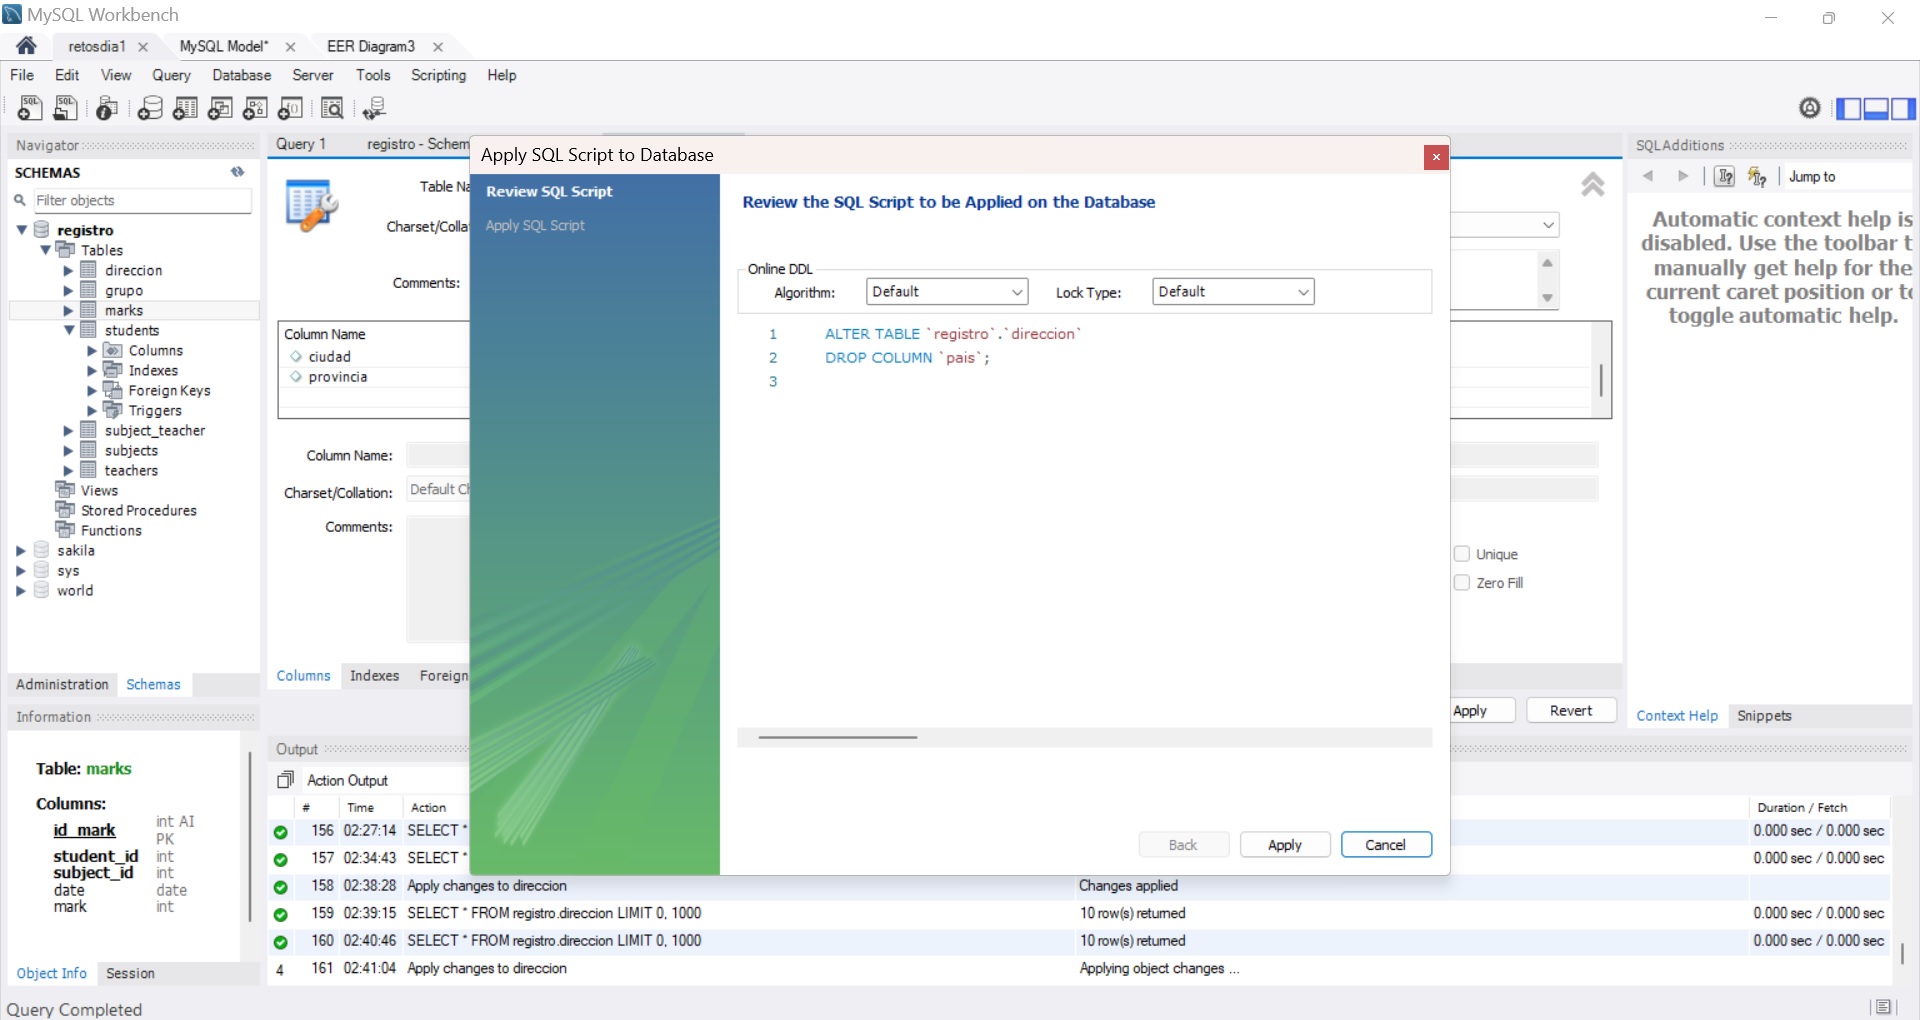 MySQL Workbench
retosdia1
MySQL Model*
EER Diagram3
File Edit View Query Database Server Tools Scripting Help
Navigator
SCHEMAS
Filter objects
registro
Tables
direccion
grupo
marks
students
Columns
Indexes
Foreign Keys
Triggers
subject_teacher
subjects
teachers
Views
Stored Procedures
Functions
sakila
sys
world
Administration Schemas
Information
Table: marks
Columns:
id_mark int AI PK
student_id int
subject_id int
date date
mark int
Object Info Session
Query Completed
Query 1 registro - Schem
Table Na
Charset/Colla
Comments:
Column Name
ciudad
provincia
Column Name:
Charset/Collation: Default Ch
Comments:
Columns Indexes Foreign
Unique
Zero Fill
Apply Revert
Apply SQL Script to Database
Review SQL Script
Apply SQL Script
Review the SQL Script to be Applied on the Database
Online DDL
Algorithm: Default Lock Type: Default
1 ALTER TABLE `registro`.`direccion`
2 DROP COLUMN `pais`;
3
Back Apply Cancel
Output
Action Output
# Time Action Duration / Fetch
156 02:27:14 SELECT * 0.000 sec / 0.000 sec
157 02:34:43 SELECT * 0.000 sec / 0.000 sec
158 02:38:28 Apply changes to direccion Changes applied
159 02:39:15 SELECT * FROM registro.direccion LIMIT 0, 1000 10 row(s) returned 0.000 sec / 0.000 sec
160 02:40:46 SELECT * FROM registro.direccion LIMIT 0, 1000 10 row(s) returned 0.000 sec / 0.000 sec
4 161 02:41:04 Apply changes to direccion Applying object changes ...
SQLAdditions
Jump to
Automatic context help is
disabled. Use the toolbar t
manually get help for the
current caret position or to
toggle automatic help.
Context Help Snippets